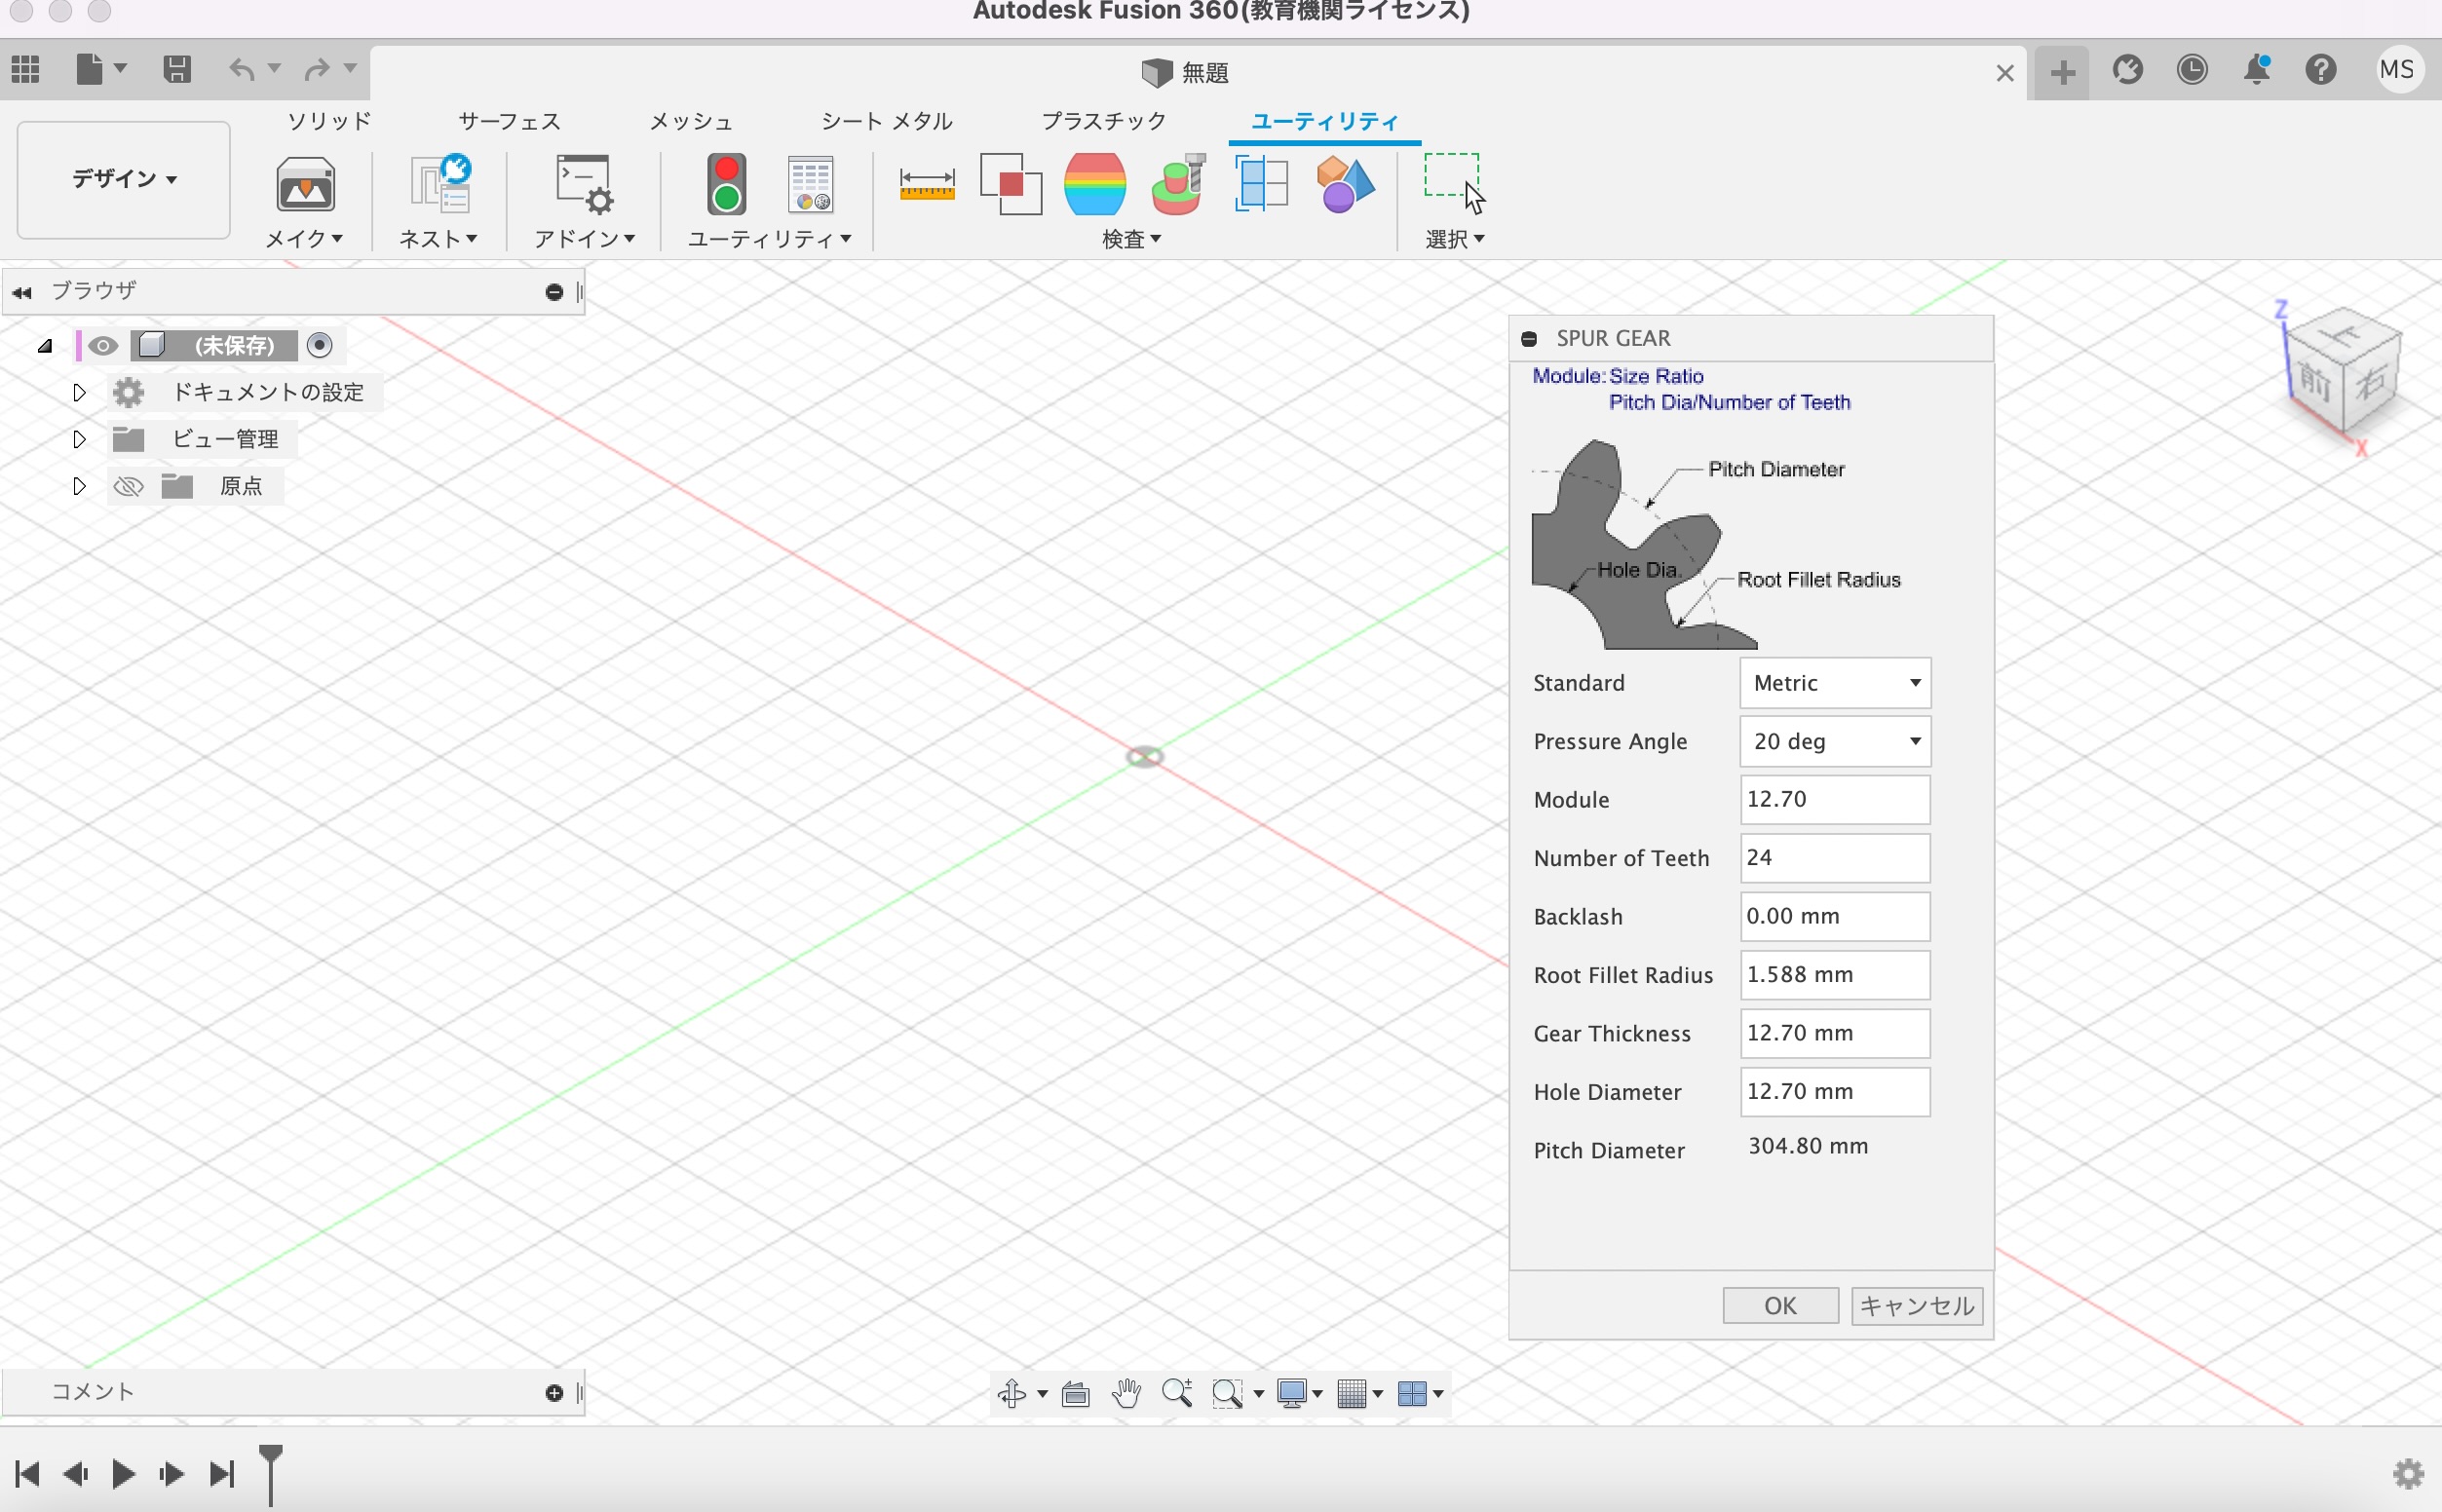 Autodesk Fusion 360(教育機関ライセンス)
無題
MS
ソリッド
サーフェス
メッシュ
シート メタル
プラスチック
ユーティリティ
デザイン
メイク
ネスト
アドイン
ユーティリティ
検査
選択
ブラウザ
(未保存)
ドキュメントの設定
ビュー管理
原点
Z
上
前
右
X
SPUR GEAR
Module: Size Ratio
Pitch Dia/Number of Teeth
Pitch Diameter
Hole Dia.
Root Fillet Radius
Standard Metric
Pressure Angle 20 deg
Module 12.70
Number of Teeth 24
Backlash 0.00 mm
Root Fillet Radius 1.588 mm
Gear Thickness 12.70 mm
Hole Diameter 12.70 mm
Pitch Diameter 304.80 mm
OK キャンセル
コメント